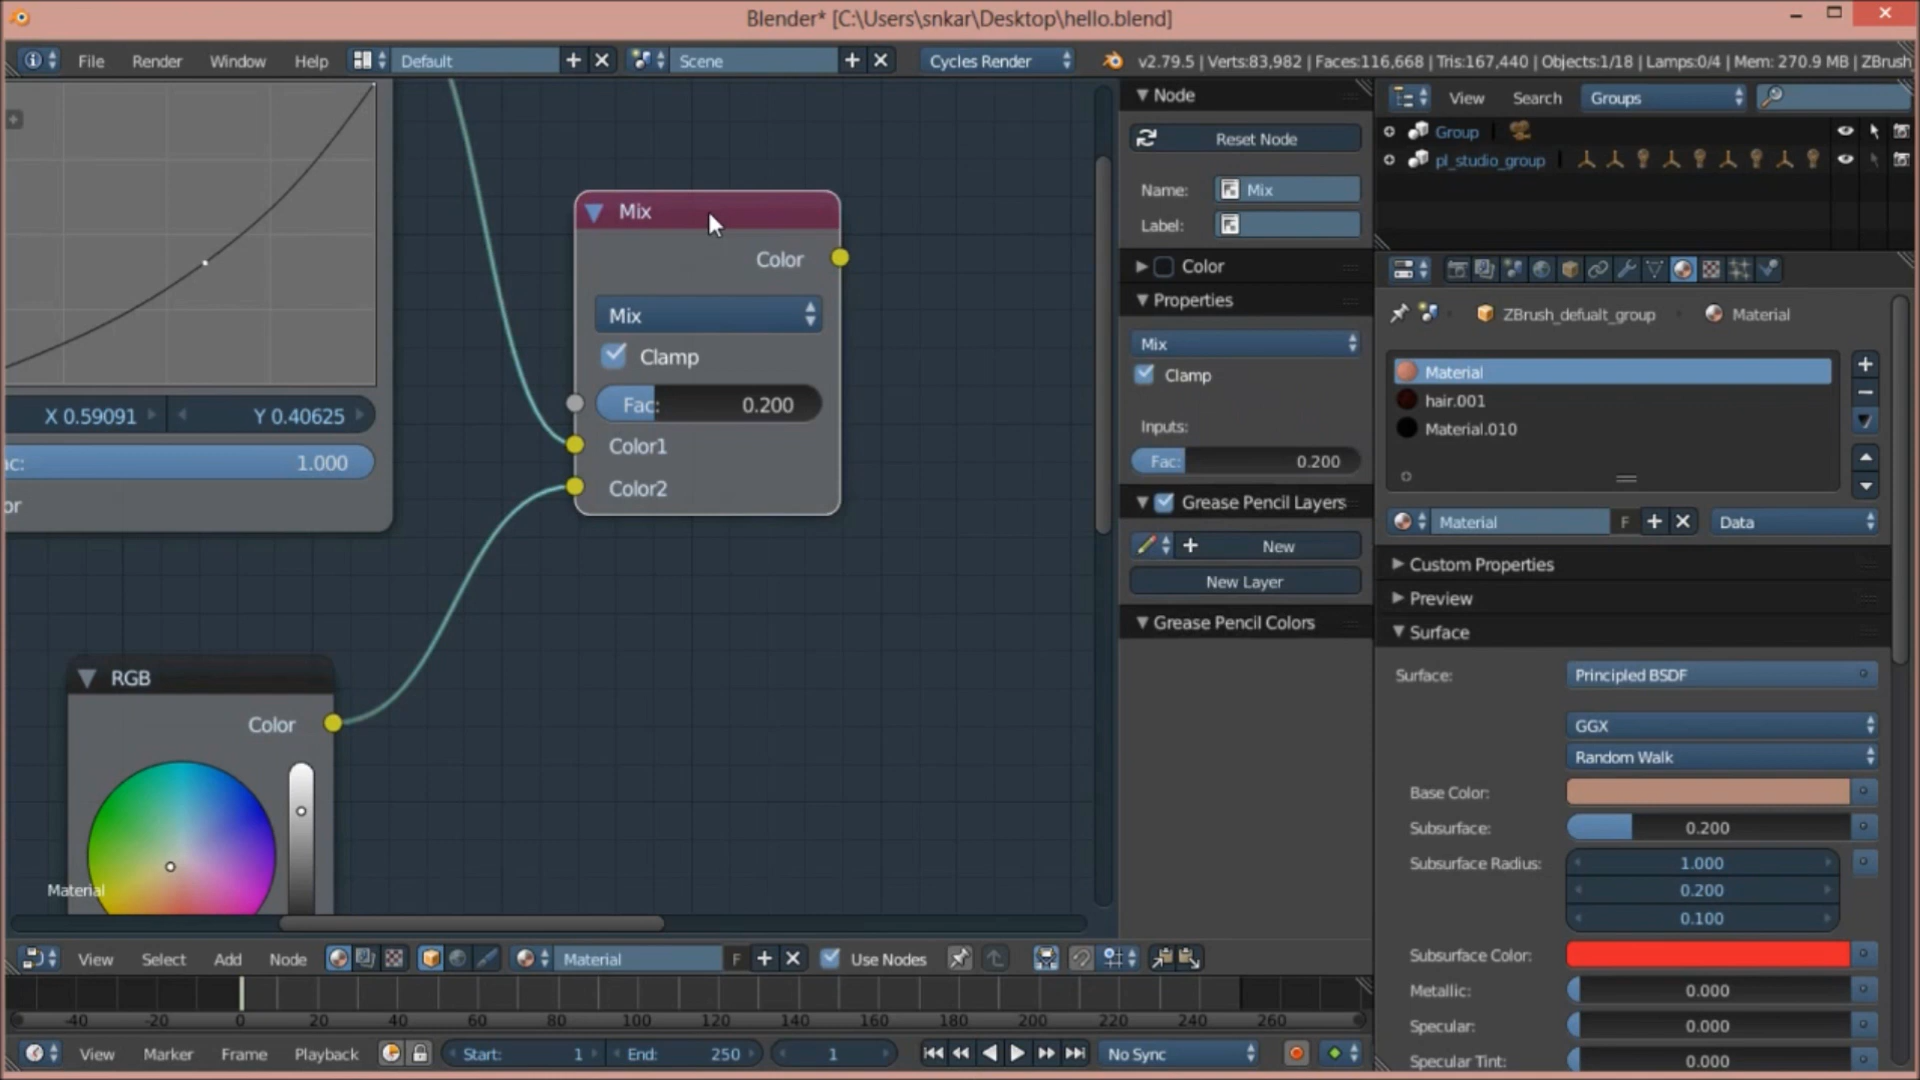 Blender* [C:\Users\snkar\Desktop\hello.blend]
File Render Window Help Default Scene Cycles Render v2.79.5 | Verts:83,982 | Faces:116,668 | Tris:167,440 | Objects:1/18 | Lamps:0/4 | Mem: 270.9 MB | ZBrush
View Search Groups
Group
pl_studio_group
Node
Reset Node
Name: Mix
Label:
Color
Properties
Mix
Clamp
Inputs:
Fac: 0.200
Grease Pencil Layers
New
New Layer
Grease Pencil Colors
Mix
Color
Mix
Clamp
Fac: 0.200
Color1
Color2
X 0.59091 Y 0.40625
ac: 1.000
or
RGB
Color
Material
ZBrush_defualt_group Material
Material
hair.001
Material.010
Material F Data
Custom Properties
Preview
Surface
Surface: Principled BSDF
GGX
Random Walk
Base Color:
Subsurface: 0.200
Subsurface Radius: 1.000
0.200
0.100
Subsurface Color:
Metallic: 0.000
Specular: 0.000
Specular Tint: 0.000
View Select Add Node Material F Use Nodes
-40 -20 0 20 40 60 80 100 120 140 160 180 200 220 240 260
View Marker Frame Playback Start: 1 End: 250 1 No Sync